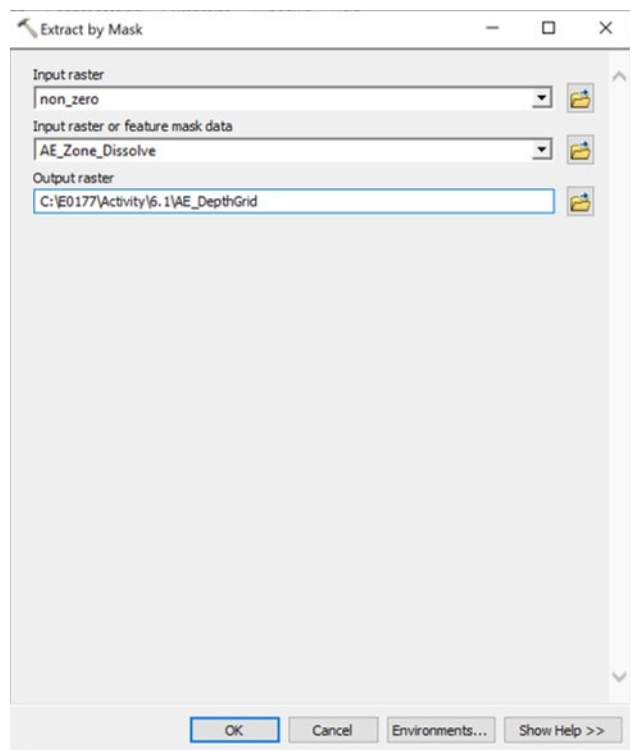 Extract by Mask
Input raster
non_zero
Input raster or feature mask data
AE_Zone_Dissolve
Output raster
C:\E0177\Activity\6.1\AE_DepthGrid
OK Cancel Environments... Show Help >>